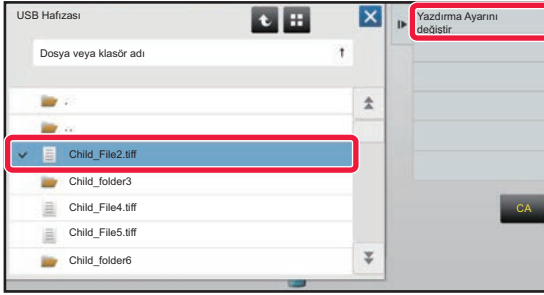 USB Hafızası
Yazdırma Ayarını
değiştir
Dosya veya klasör adı
.
..
Child_File2.tiff
Child_folder3
Child_File4.tiff
Child_File5.tiff
Child_folder6
CA